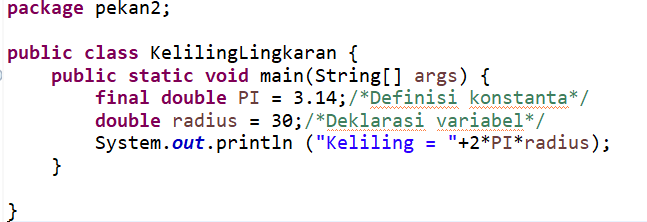 package pekan2;
public class KelilingLingkaran {
public static void main(String[] args) {
final double PI = 3.14;/*Definisi konstanta*/
double radius = 30;/*Deklarasi variabel*/
System.out.println ("Keliling = "+2*PI*radius);
}
}